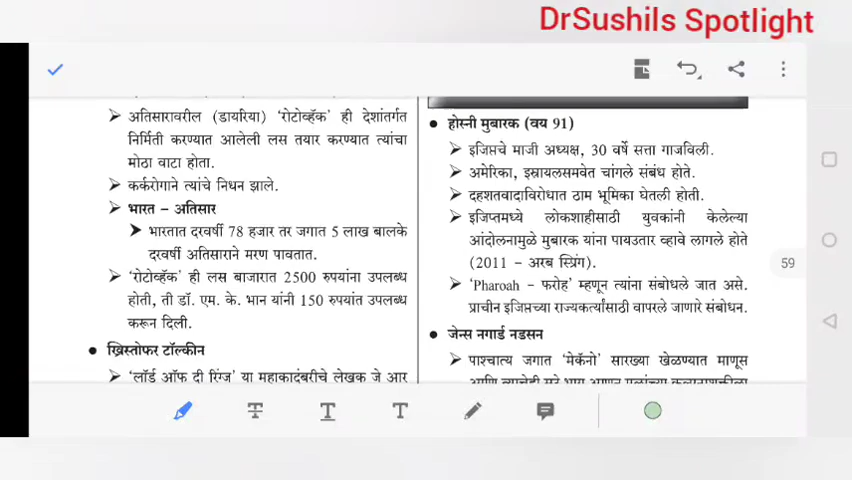 DrSushils Spotlight
अतिसारावरील (डायरिया) 'रोटोव्हॅक' ही देशांतर्गत
निर्मिती करण्यात आलेली लस तयार करण्यात त्यांचा
मोठा वाटा होता.
कर्करोगाने त्यांचे निधन झाले.
भारत – अतिसार
भारतात दरवर्षी 78 हजार तर जगात 5 लाख बालके
दरवर्षी अतिसाराने मरण पावतात.
'रोटोव्हॅक' ही लस बाजारात 2500 रुपयांना उपलब्ध
होती, ती डॉ. एम. के. भान यांनी 150 रुपयांत उपलब्ध
करून दिली.
ख्रिस्तोफर टॉल्कीन
'लॉर्ड ऑफ दी रिंग्ज' या महाकादंबरीचे लेखक जे आर
होस्नी मुबारक (वय 91)
इजिप्तचे माजी अध्यक्ष, 30 वर्षे सत्ता गाजविली.
अमेरिका, इस्रायलसमवेत चांगले संबंध होते.
दहशतवादाविरोधात ठाम भूमिका घेतली होती.
इजिप्तमध्ये लोकशाहीसाठी युवकांनी केलेल्या
आंदोलनामुळे मुबारक यांना पायउतार व्हावे लागले होते
(2011 – अरब स्प्रिंग).
'Pharoah – फरोह' म्हणून त्यांना संबोधले जात असे.
प्राचीन इजिप्तच्या राज्यकर्त्यांसाठी वापरले जाणारे संबोधन.
जेन्स नगार्ड नडसन
पाश्चात्य जगात 'मेकॅनो' सारख्या खेळण्यात माणूस
59